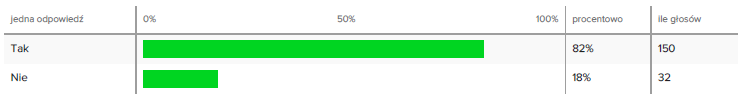 jedna odpowiedź 0% 50% 100% procentowo ile głosów
Tak 82% 150
Nie 18% 32